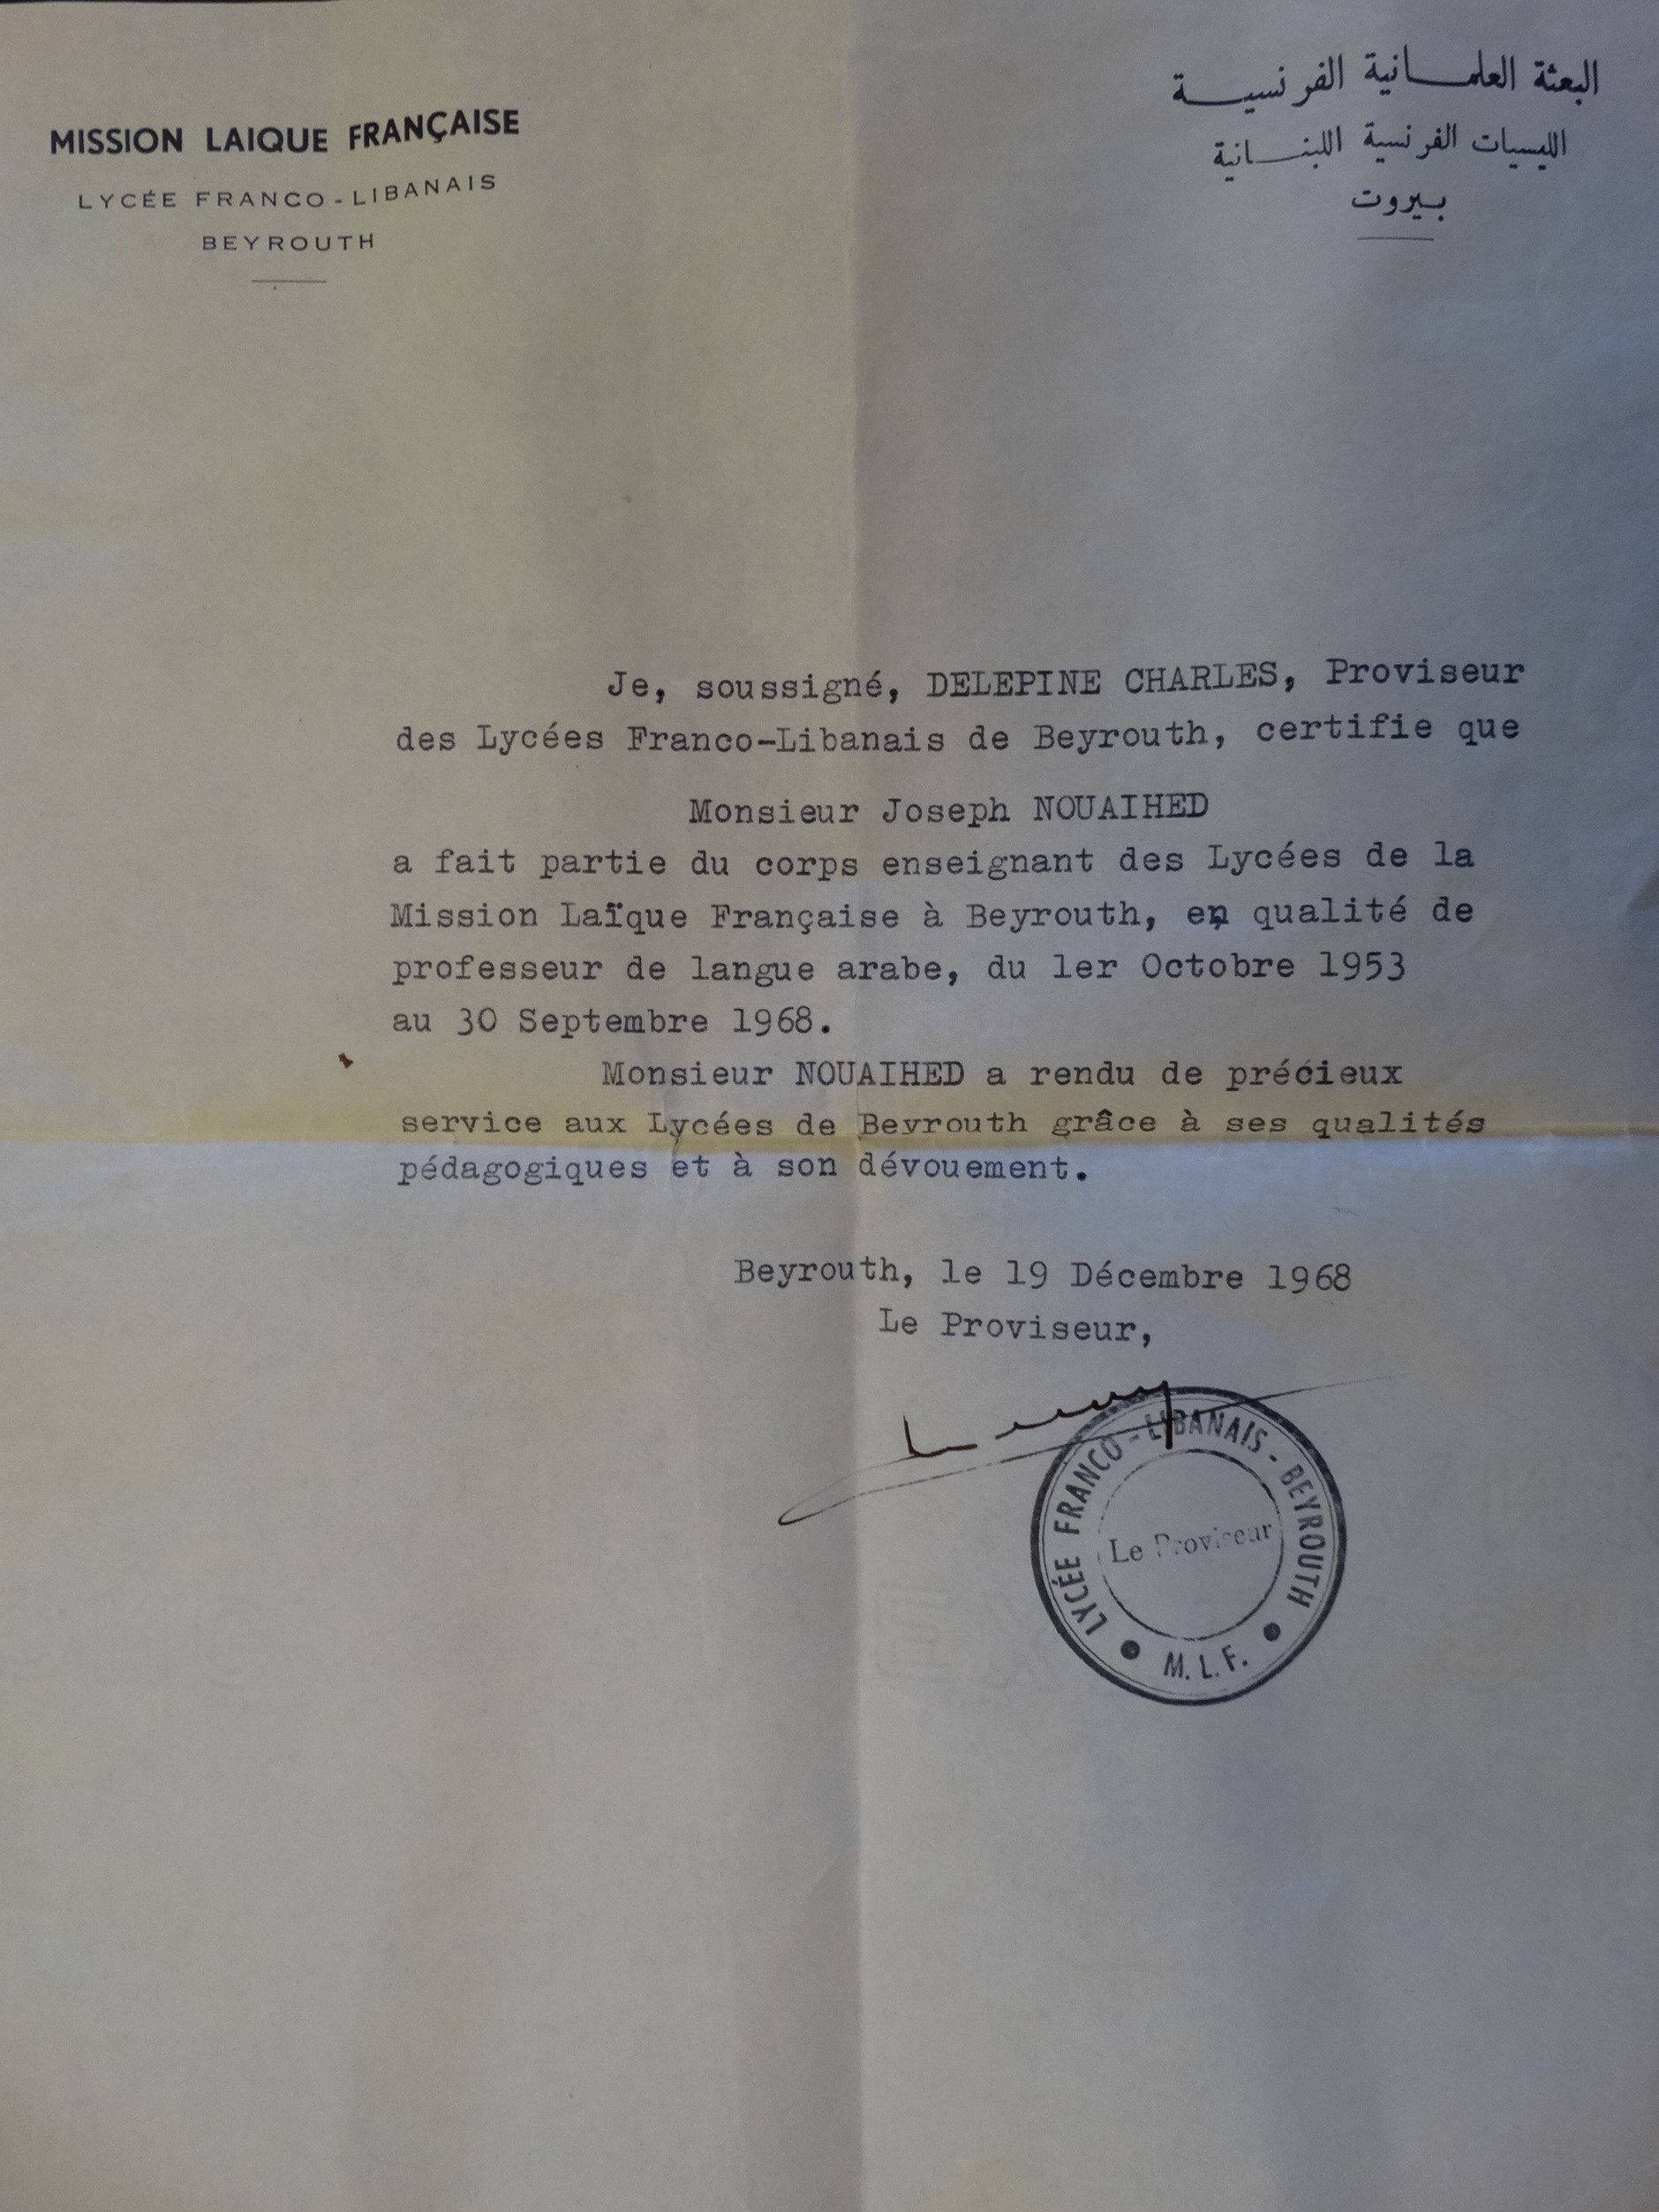 MISSION LAIQUE FRANÇAISE
LYCÉE FRANCO-LIBANAIS
BEYROUTH
البعثة العلمـــانية الفرنسيــة
الليسيات الفرنسية اللبنـــانية
بـيروت
Je, soussigné, DELEPINE CHARLES, Proviseur
des Lycées Franco-Libanais de Beyrouth, certifie que
Monsieur Joseph NOUAIHED
a fait partie du corps enseignant des Lycées de la
Mission Laïque Française à Beyrouth, en qualité de
professeur de langue arabe, du 1er Octobre 1953
au 30 Septembre 1968.
Monsieur NOUAIHED a rendu de précieux
service aux Lycées de Beyrouth grâce à ses qualités
pédagogiques et à son dévouement.
Beyrouth, le 19 Décembre 1968
Le Proviseur,
LYCÉE FRANCO-LIBANAIS-BEYROUTH
Le Proviseur
M.L.F.